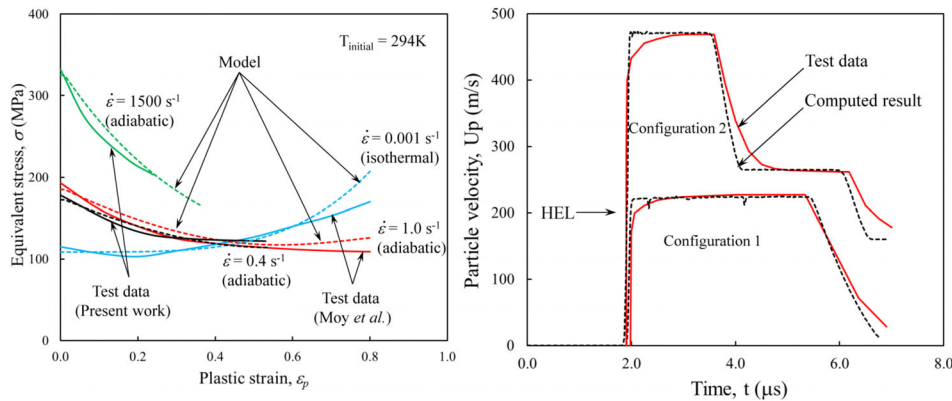 400
300
200
100
0
0.0
0.2
0.4
0.6
0.8
1.0
Equivalent stress, σ (MPa)
Plastic strain, εp
T initial = 294K
Model
ε̇ = 1500 s-1
(adiabatic)
ε̇ = 0.001 s-1
(isothermal)
ε̇ = 1.0 s-1
(adiabatic)
ε̇ = 0.4 s-1
(adiabatic)
Test data
(Present work)
Test data
(Moy et al.)
500
400
300
200
100
0
0.0
2.0
4.0
6.0
8.0
Particle velocity, Up (m/s)
Time, t (μs)
Test data
Computed result
Configuration 2
HEL
Configuration 1